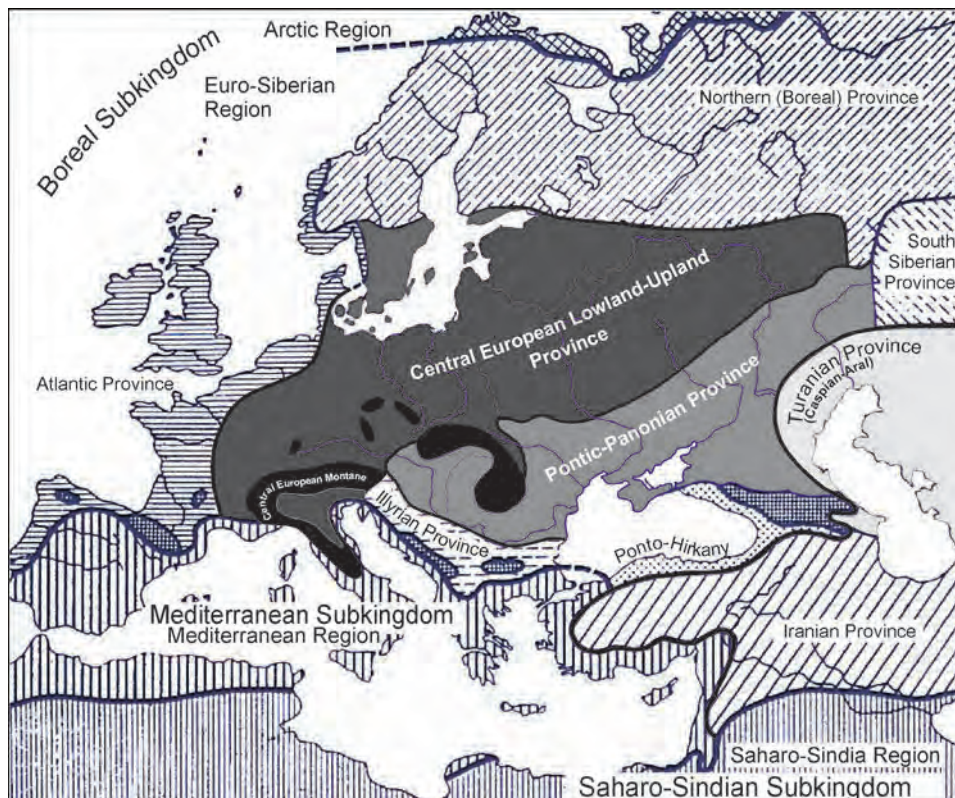 Arctic Region
Boreal Subkingdom
Euro-Siberian
Region
Northern (Boreal) Province
South
Siberian
Province
Central European Lowland-Upland
Province
Atlantic Province
Turanian Province
(Caspian Aral)
Pontic-Panonian Province
Central European Montane
Illyrian Province
Ponto-Hirkany
Mediterranean Subkingdom
Mediterranean Region
Iranian Province
Saharo-Sindia Region
Saharo-Sindian Subkingdom